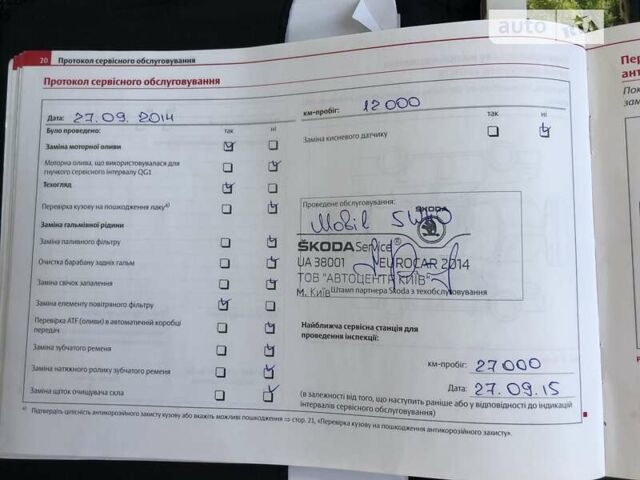 auto
20 Протокол сервісного обслуговування
Протокол сервісного обслуговування
Дата: 27.09.2014
Було проведено: так ні
Заміна моторної оливи
Моторна олива, що використовувалася для
гнучкого сервісного інтервалу QG1
Техогляд
Перевірка кузову на пошкодження лаку а)
Заміна гальмівної рідини
Заміна паливного фільтру
Очистка барабану задніх гальм
Заміна свічок запалення
Заміна елементу повітряного фільтру
Перевірка ATF (оливи) в автоматичній коробці
передач
Заміна зубчатого ременя
Заміна натяжного ролику зубчатого ременя
Заміна щіток очищувача скла
км-пробіг: 12 000
так ні
Заміна кисневого датчику
Проведене обслуговування:
Mobil 5W30
ŠKODA
ŠKODA Service®
UA 38001 EUROCAR 2014
ТОВ "АВТОЦЕНТР КИЇВ"
м. Київ Штамп партнера Škoda з техобслуговування
Найближча сервісна станція для
проведення інспекції:
км-пробіг: 27 000
Дата: 27.09.15
(в залежності від того, що наступить раніше або у відповідності до індикації
інтервалів сервісного обслуговування)
а) Підтвердіть цілісність антикорозійного захисту кузову або вкажіть можливі пошкодження ⇒ стор. 21, «Перевірка кузову на пошкодження антикорозійного захисту».